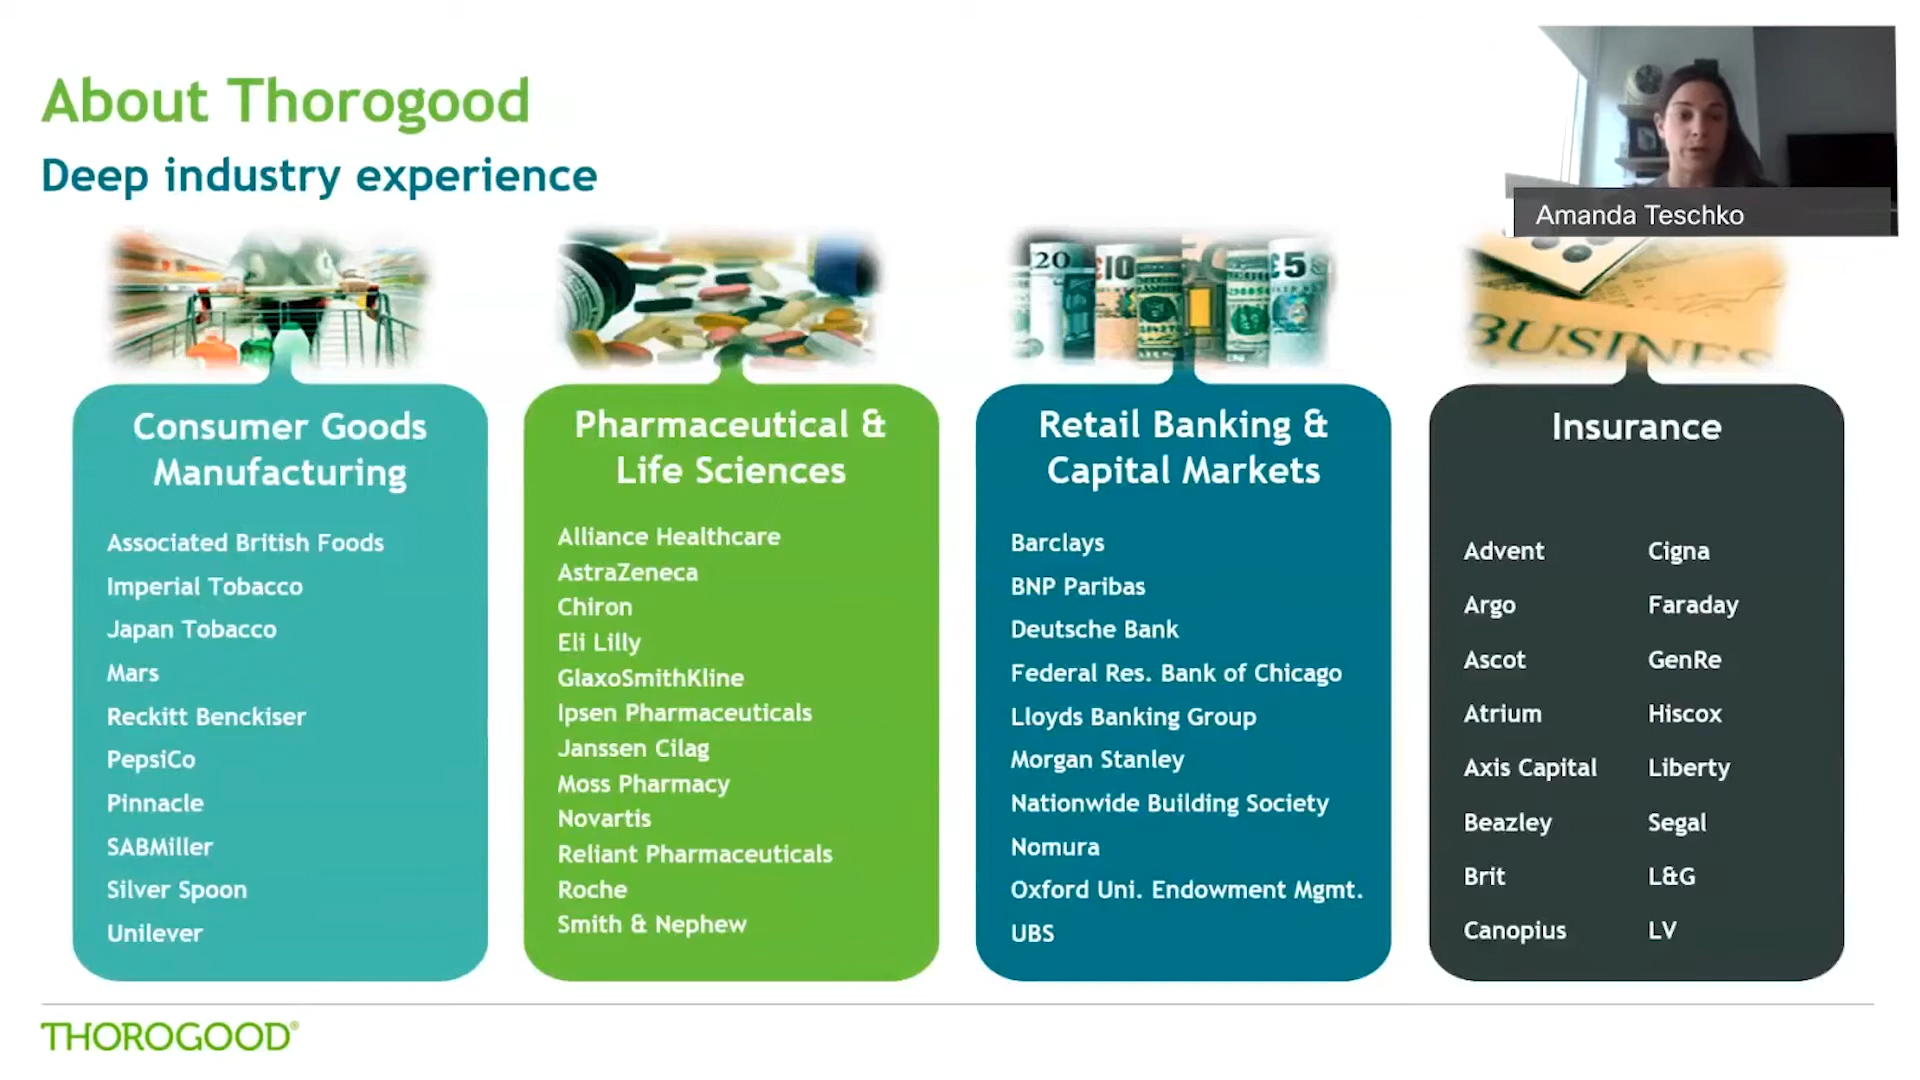 About Thorogood
Deep industry experience
Amanda Teschko
20
£10
£5
BUSINES
Consumer Goods
Manufacturing
Associated British Foods
Imperial Tobacco
Japan Tobacco
Mars
Reckitt Benckiser
PepsiCo
Pinnacle
SABMiller
Silver Spoon
Unilever
Pharmaceutical &
Life Sciences
Alliance Healthcare
AstraZeneca
Chiron
Eli Lilly
GlaxoSmithKline
Ipsen Pharmaceuticals
Janssen Cilag
Moss Pharmacy
Novartis
Reliant Pharmaceuticals
Roche
Smith & Nephew
Retail Banking &
Capital Markets
Barclays
BNP Paribas
Deutsche Bank
Federal Res. Bank of Chicago
Lloyds Banking Group
Morgan Stanley
Nationwide Building Society
Nomura
Oxford Uni. Endowment Mgmt.
UBS
Insurance
Advent
Argo
Ascot
Atrium
Axis Capital
Beazley
Brit
Canopius
Cigna
Faraday
GenRe
Hiscox
Liberty
Segal
L&G
LV
THOROGOOD®